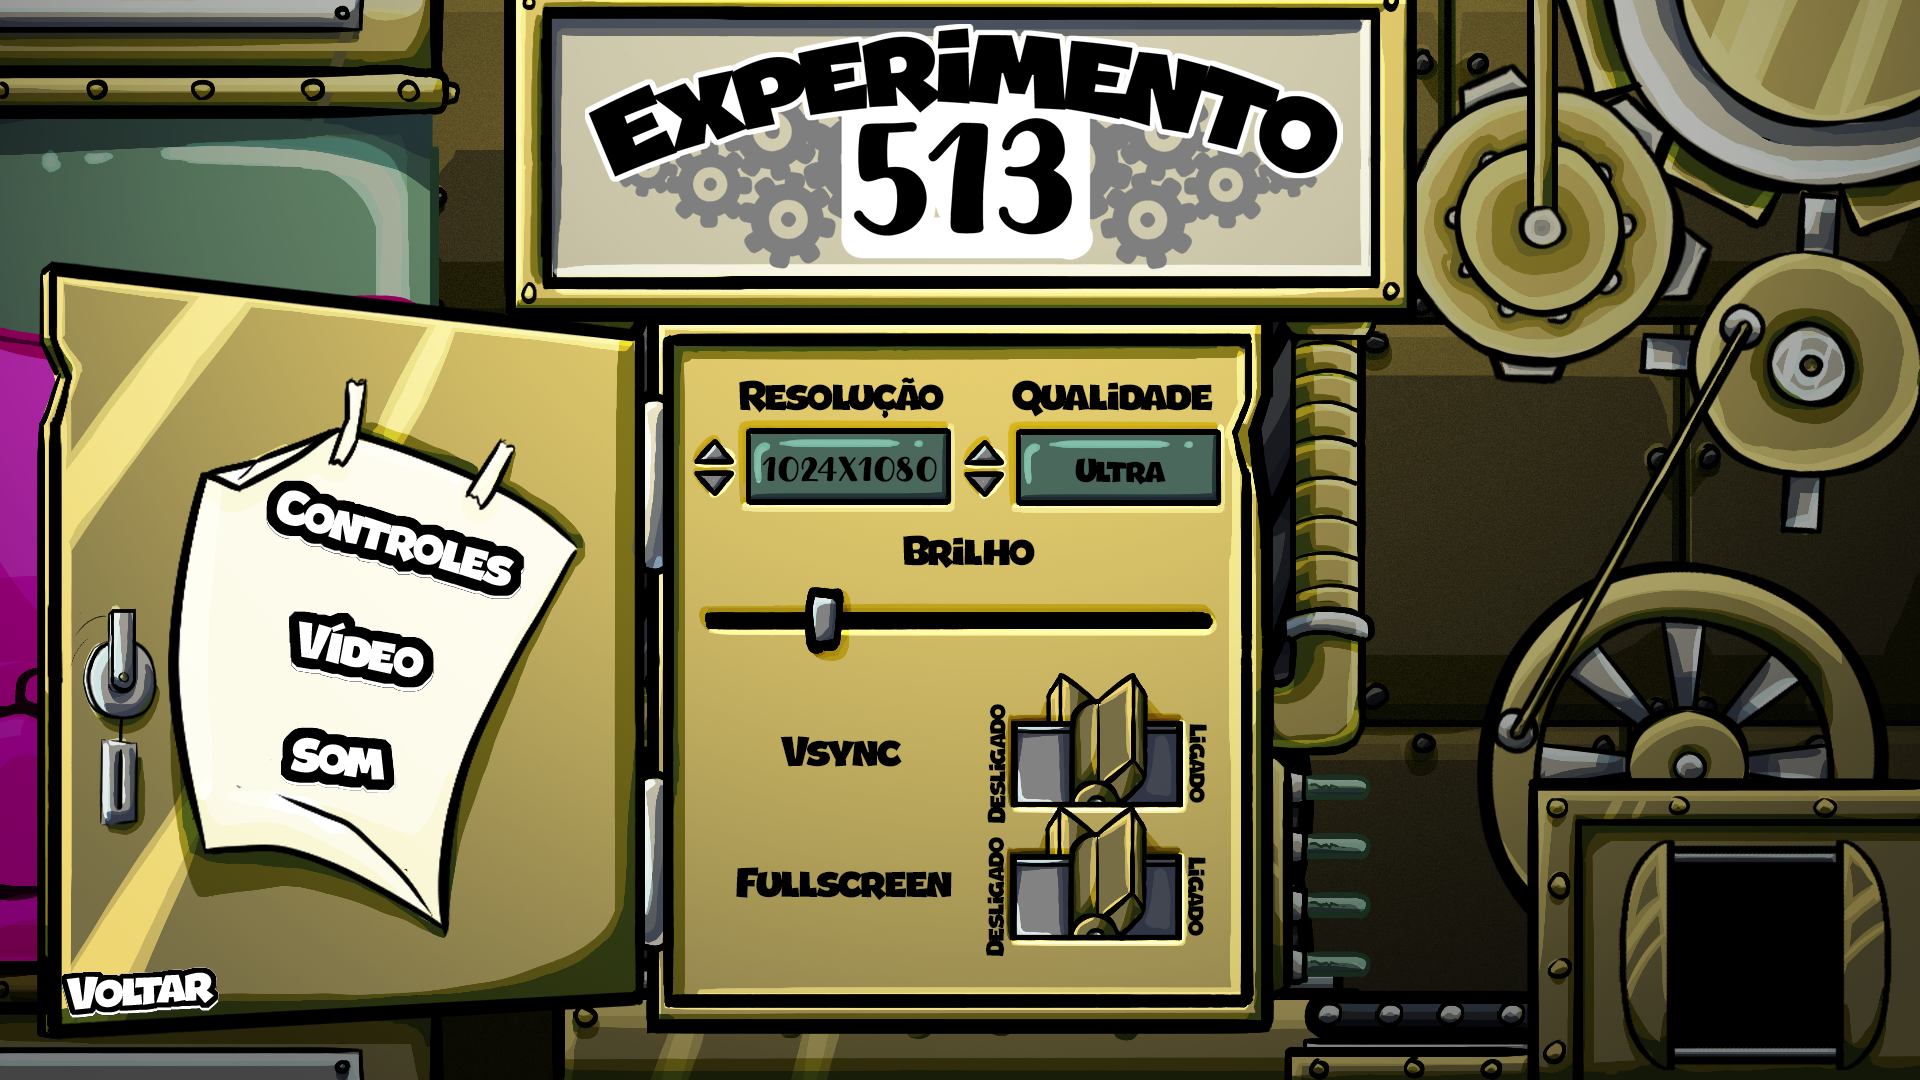 EXPERiMENTO
513
RESOLUÇÃO
QUALiDADE
1024X1080
ULTRA
BRiLHO
CONTROLES
VÍDEO
SOM
VSYNC
DESLiGADO
LiGADO
FULLSCREEN
DESLiGADO
LiGADO
VOLTAR